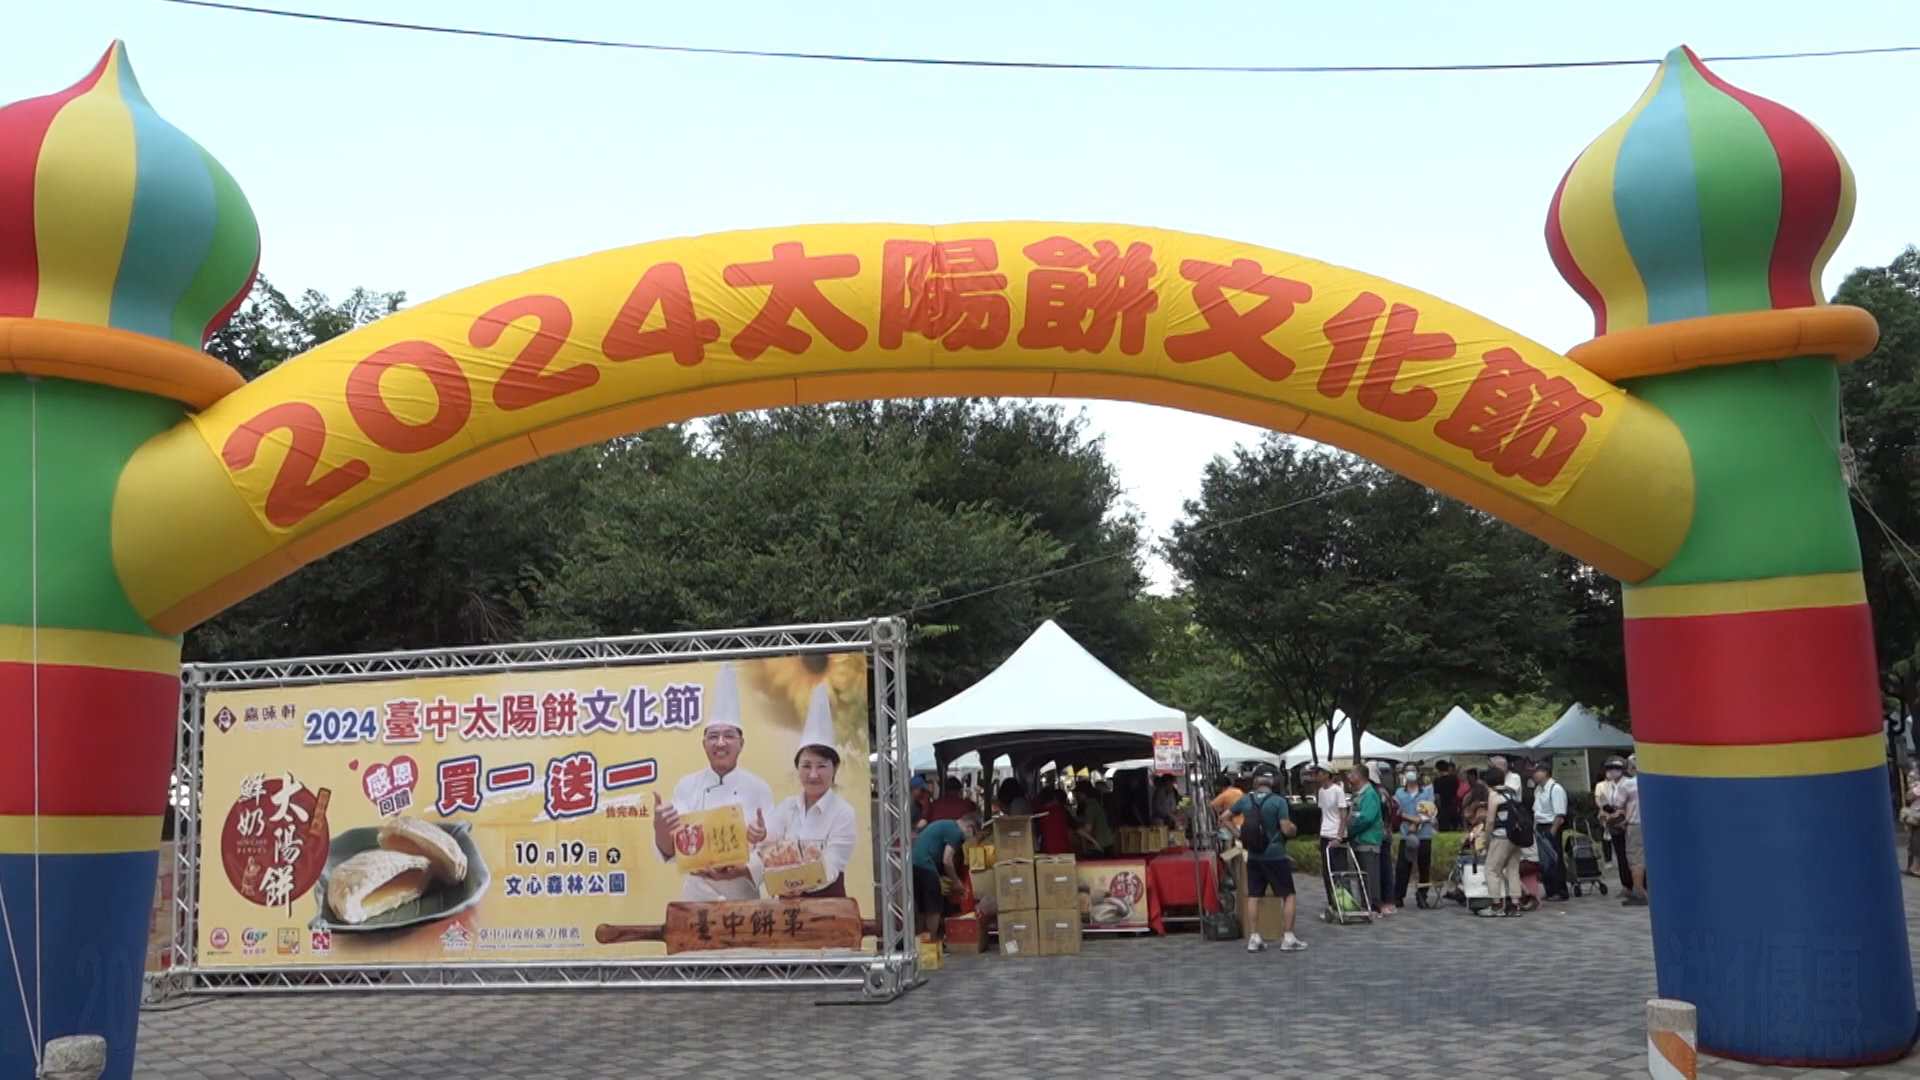 2024太陽餅文化節
嘉味軒
2024 臺中太陽餅文化節
感恩
回饋
買一送一
售完為止
鮮奶
太陽餅
10月19日 六
文心森林公園
臺中市政府強力推薦
臺中餅第一
GSP